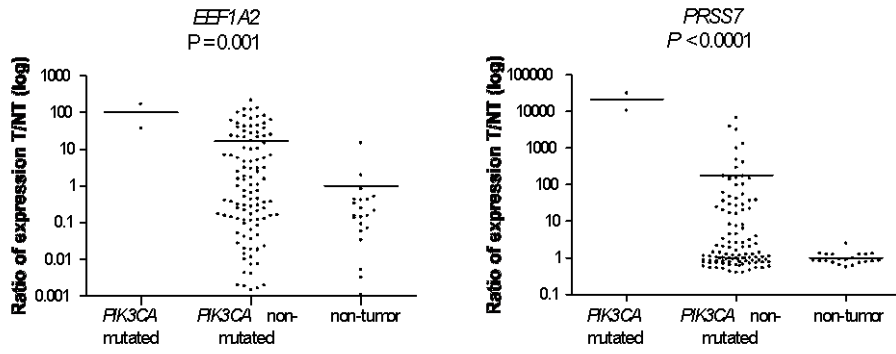 EEF1A2
P = 0.001
Ratio of expression T/NT (log)
1000
100
10
1
0.1
0.01
0.001
PIK3CA mutated
PIK3CA non-mutated
non-tumor
PRSS7
P < 0.0001
Ratio of expression T/NT (log)
100000
10000
1000
100
10
1
0.1
PIK3CA mutated
PIK3CA non-mutated
non-tumor